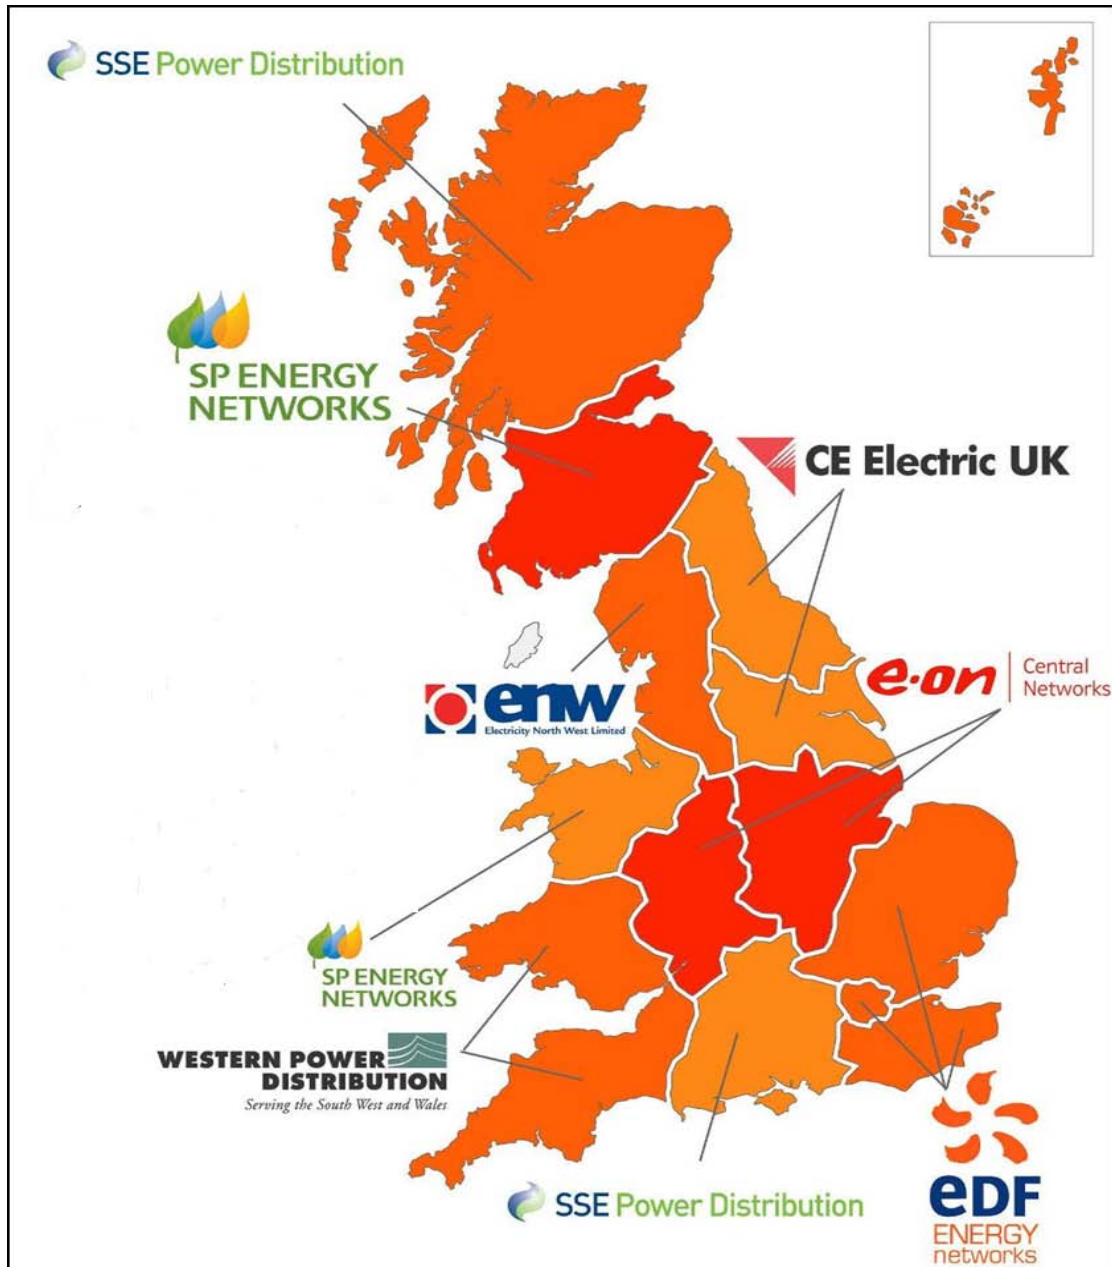 SSE Power Distribution
SP ENERGY
NETWORKS
CE Electric UK
e·on
Central
Networks
enw
Electricity North West Limited
SP ENERGY
NETWORKS
WESTERN POWER
DISTRIBUTION
Serving the South West and Wales
SSE Power Distribution
eDF
ENERGY
networks